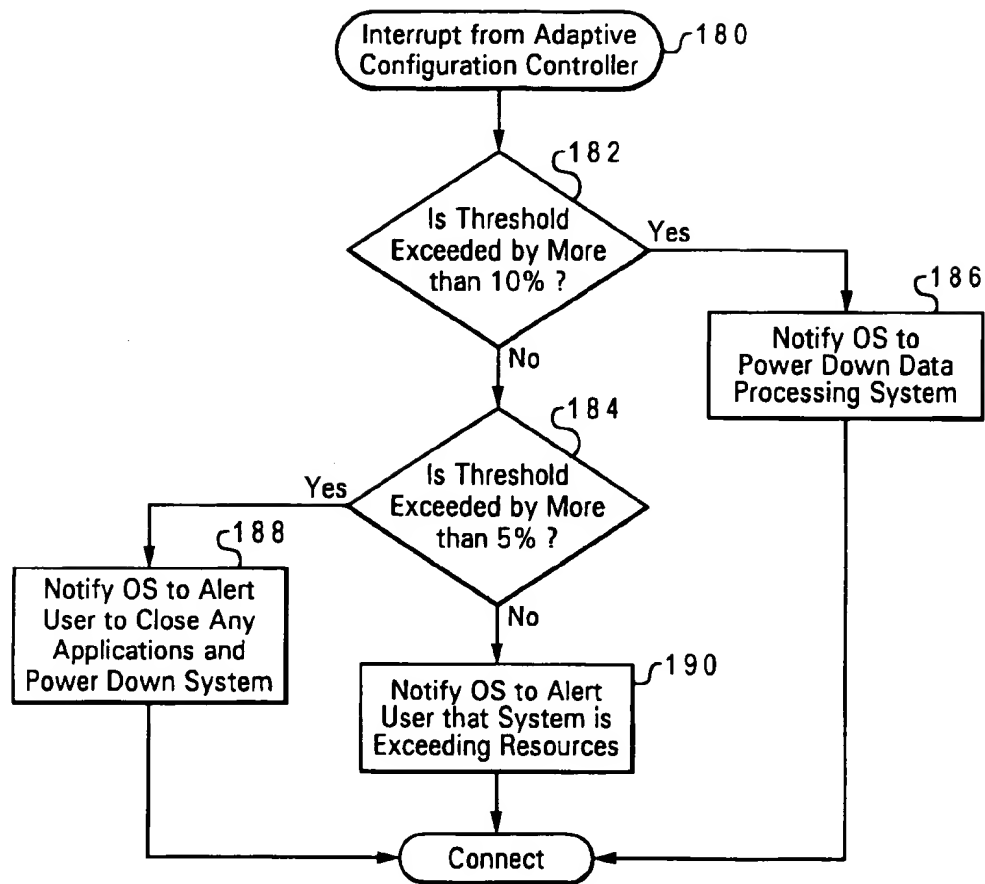 Interrupt from Adaptive
Configuration Controller
180
182
Is Threshold
Exceeded by More
than 10% ?
Yes
No
186
Notify OS to
Power Down Data
Processing System
184
Is Threshold
Exceeded by More
than 5% ?
Yes
No
188
Notify OS to Alert
User to Close Any
Applications and
Power Down System
190
Notify OS to Alert
User that System is
Exceeding Resources
Connect